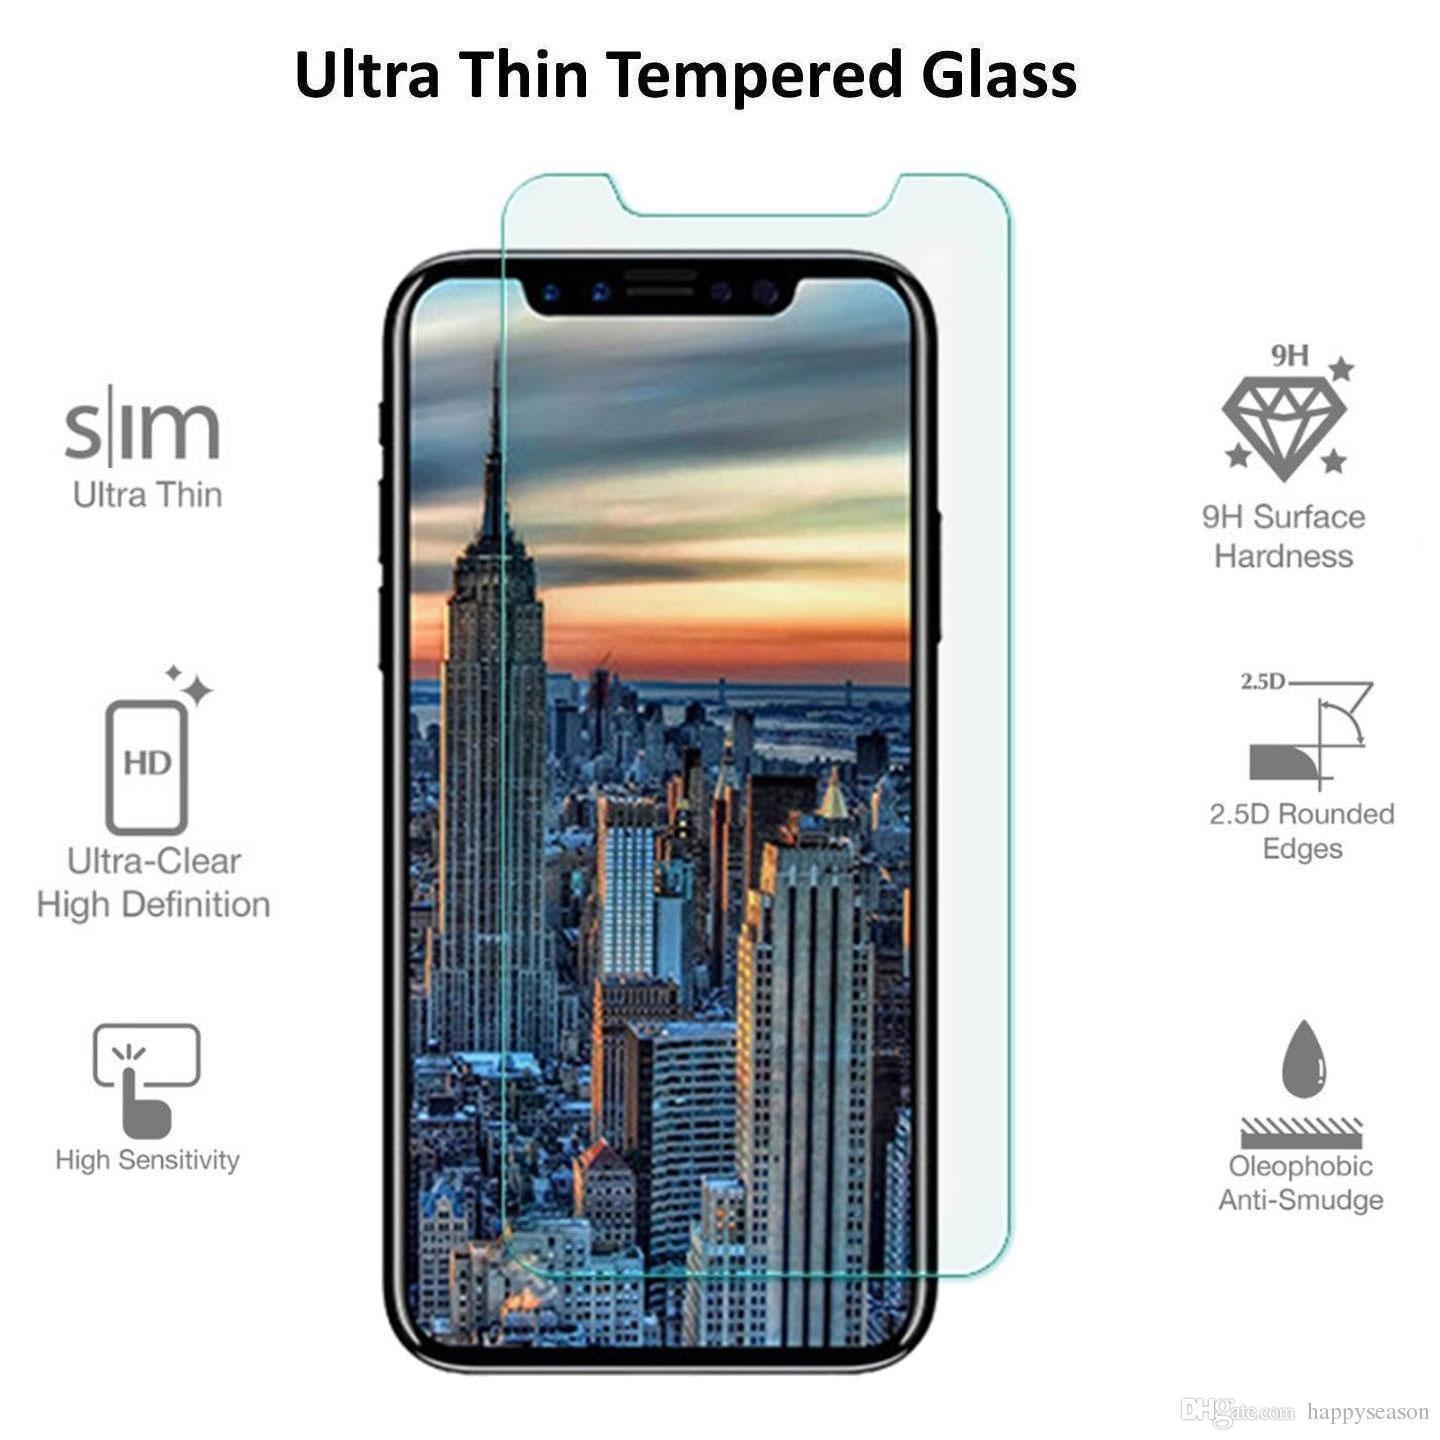 Ultra Thin Tempered Glass
slim
Ultra Thin
HD
Ultra-Clear
High Definition
High Sensitivity
9H
9H Surface
Hardness
2.5D
2.5D Rounded
Edges
Oleophobic
Anti-Smudge
DHgate.com happyseason